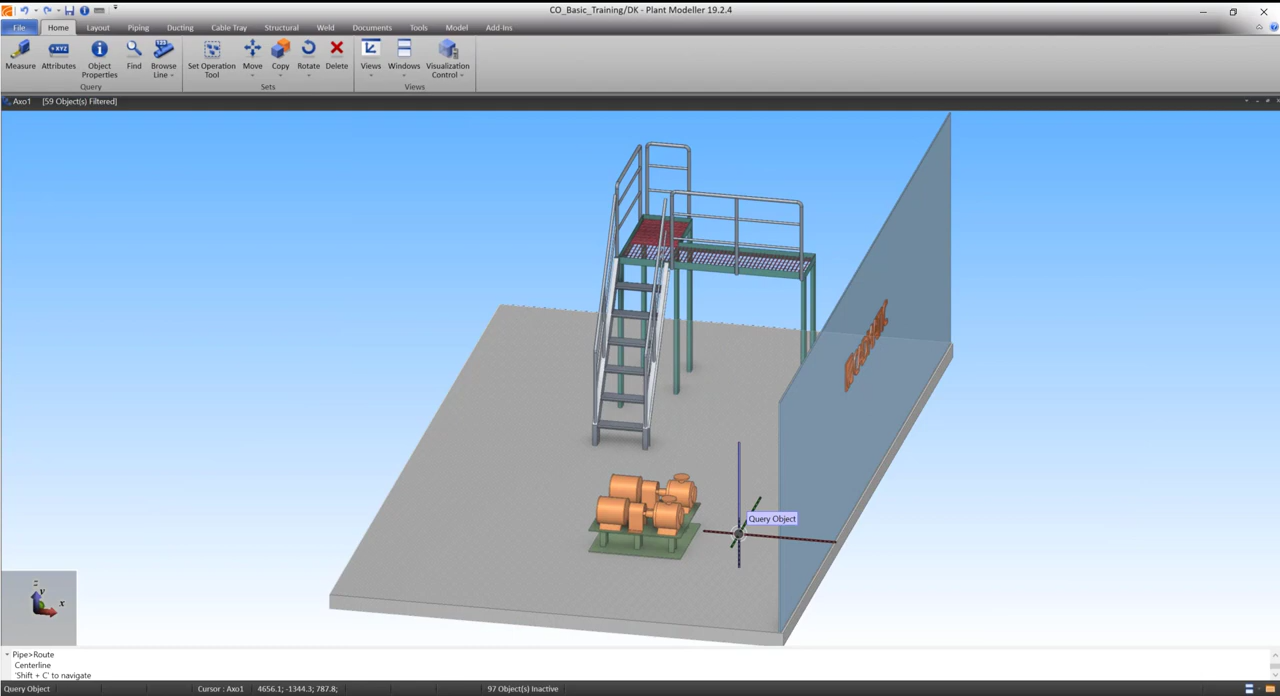 CO_Basic_Training/DK - Plant Modeller 19.2.4
File Home Layout Piping Ducting Cable Tray Structural Weld Documents Tools Model Add-Ins
Measure Attributes Object Properties Find Browse Line Set Operation Tool Move Copy Rotate Delete Views Windows Visualization Control
Query Sets Views
Axo1 [59 Object(s) Filtered]
Query Object
z
y
x
Pipe>Route
Centerline
'Shift + C' to navigate
Query Object Cursor : Axo1 4656.1; -1344.3; 787.8; 97 Object(s) Inactive